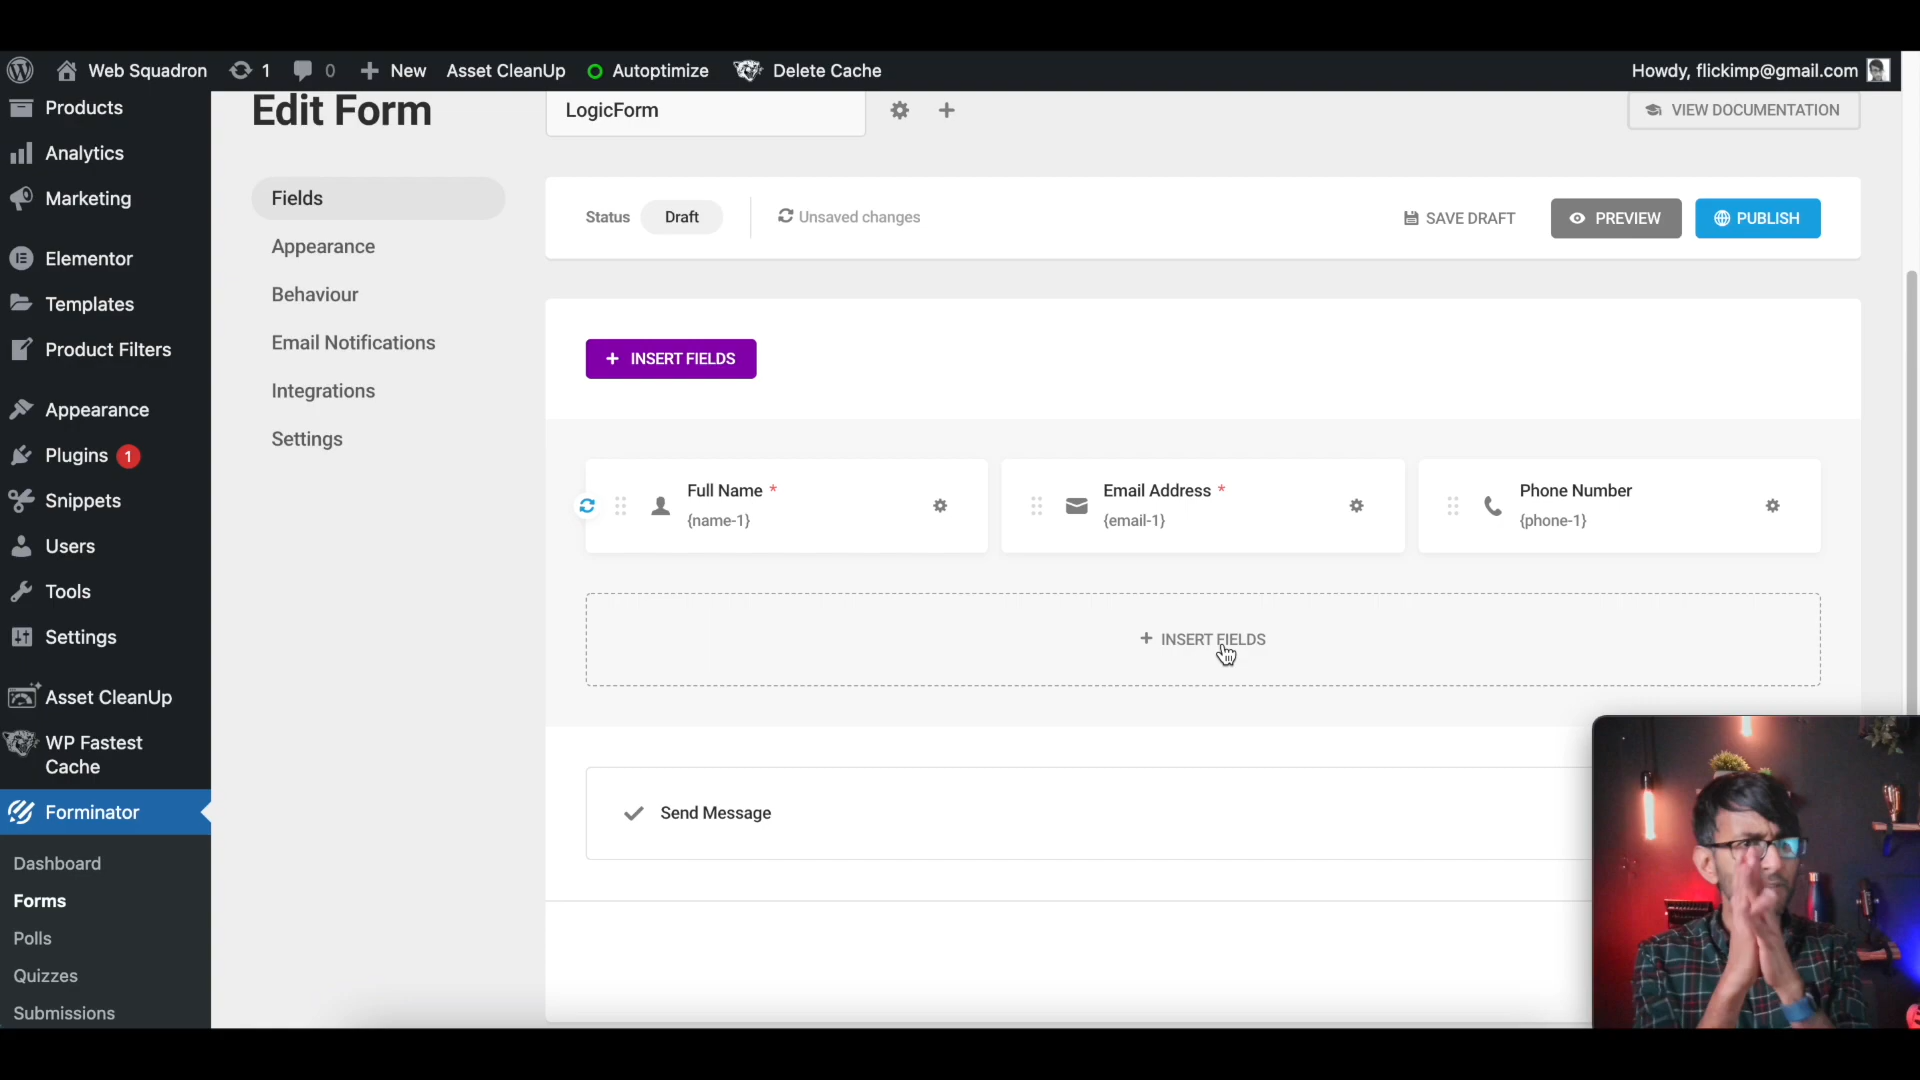 Web Squadron
1
0
New
Asset CleanUp
Autoptimize
Delete Cache
Howdy, flickimp@gmail.com
Products
Analytics
Marketing
Elementor
Templates
Product Filters
Appearance
Plugins 1
Snippets
Users
Tools
Settings
Asset CleanUp
WP Fastest
Cache
Forminator
Dashboard
Forms
Polls
Quizzes
Submissions
Edit Form
LogicForm
VIEW DOCUMENTATION
Fields
Appearance
Behaviour
Email Notifications
Integrations
Settings
Status
Draft
Unsaved changes
SAVE DRAFT
PREVIEW
PUBLISH
+ INSERT FIELDS
Full Name *
{name-1}
Email Address *
{email-1}
Phone Number
{phone-1}
+ INSERT FIELDS
Send Message